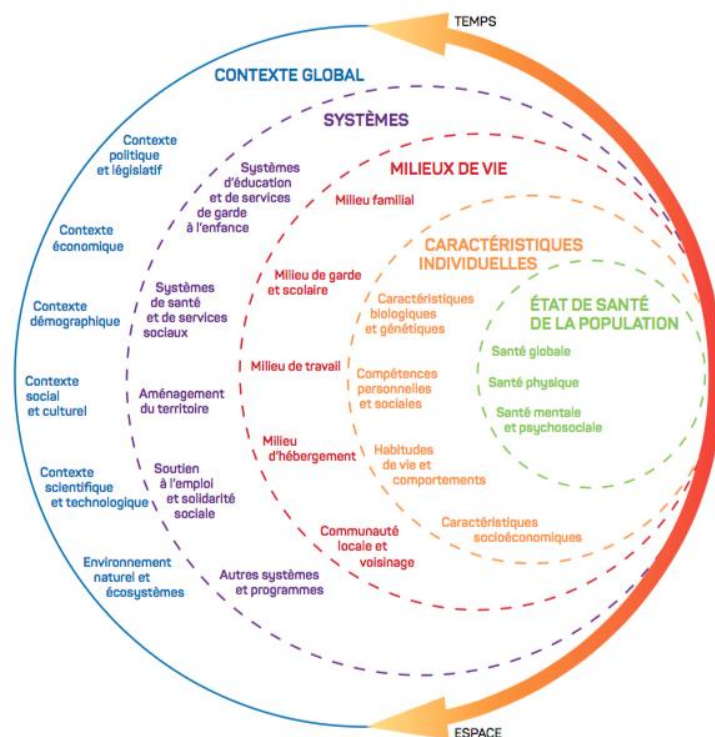 TEMPS
CONTEXTE GLOBAL
Contexte
politique
et législatif
Contexte
économique
Contexte
démographique
Contexte
social
et culturel
Contexte
scientifique
et technologique
Environnement
naturel et
écosystèmes
SYSTÈMES
Systèmes
d'éducation
et de services
de garde
à l'enfance
Systèmes
de santé
et de services
sociaux
Aménagement
du territoire
Soutien
à l'emploi
et solidarité
sociale
Autres systèmes
et programmes
MILIEUX DE VIE
Milieu familial
Milieu de garde
et scolaire
Milieu de travail
Milieu
d'hébergement
Communauté
locale et
voisinage
CARACTÉRISTIQUES
INDIVIDUELLES
Caractéristiques
biologiques
et génétiques
Compétences
personnelles
et sociales
Habitudes
de vie et
comportements
Caractéristiques
socioéconomiques
ÉTAT DE SANTÉ
DE LA POPULATION
Santé globale
Santé physique
Santé mentale
et psychosociale
ESPACE